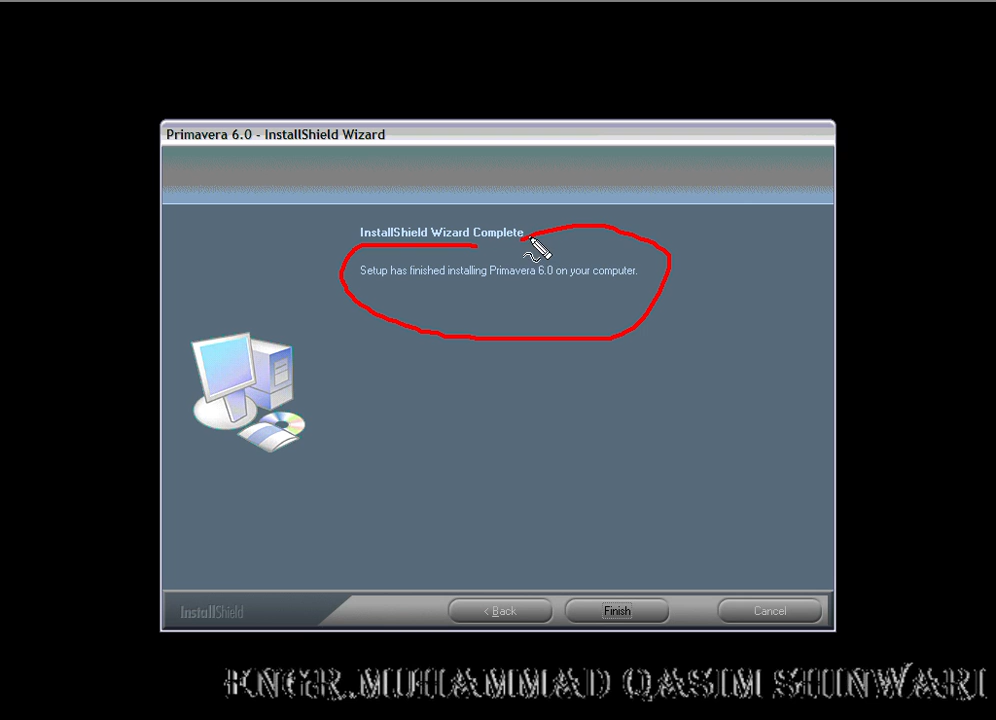 Primavera 6.0 - InstallShield Wizard
InstallShield Wizard Complete
Setup has finished installing Primavera 6.0 on your computer.
InstallShield
< Back
Finish
Cancel
ENGR.MUHAMMAD QASIM SHINWARI